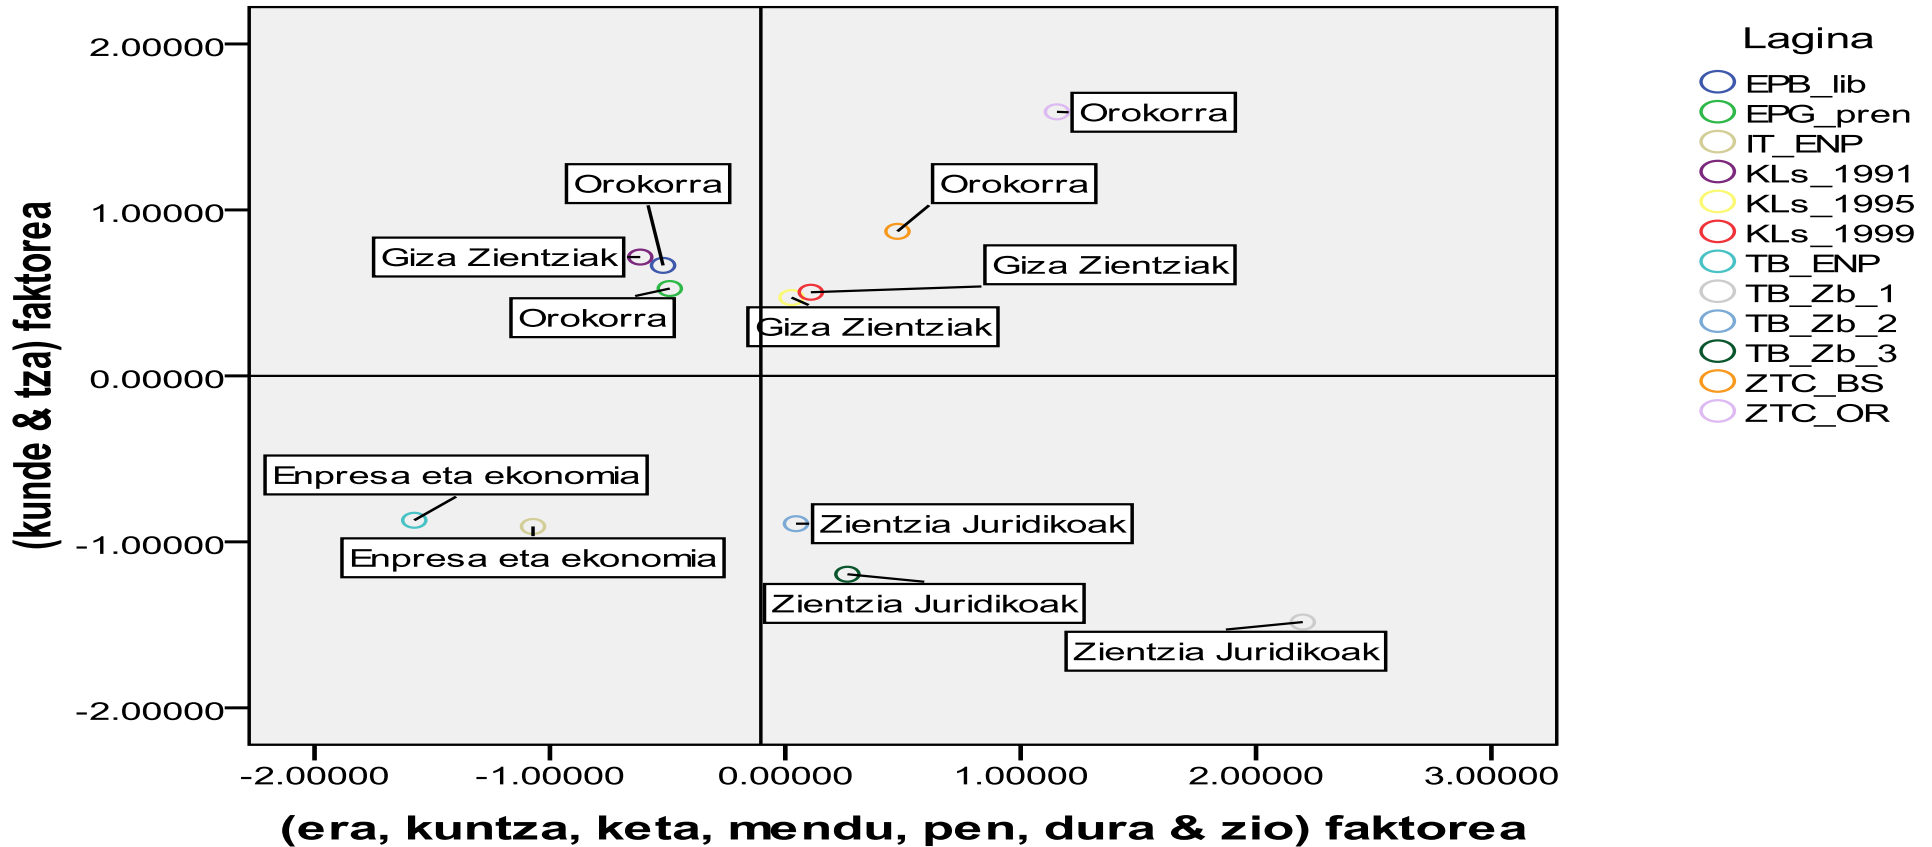 Lagina
EPB_lib
EPG_pren
IT_ENP
KLs_1991
KLs_1995
KLs_1999
TB_ENP
TB_Zb_1
TB_Zb_2
TB_Zb_3
ZTC_BS
ZTC_OR
(kunde & tza) faktorea
2.00000
1.00000
0.00000
-1.00000
-2.00000
Orokorra
Orokorra
Orokorra
Giza Zientziak
Giza Zientziak
Orokorra
Giza Zientziak
Enpresa eta ekonomia
Zientzia Juridikoak
Enpresa eta ekonomia
Zientzia Juridikoak
Zientzia Juridikoak
-2.00000
-1.00000
0.00000
1.00000
2.00000
3.00000
(era, kuntza, keta, mendu, pen, dura & zio) faktorea